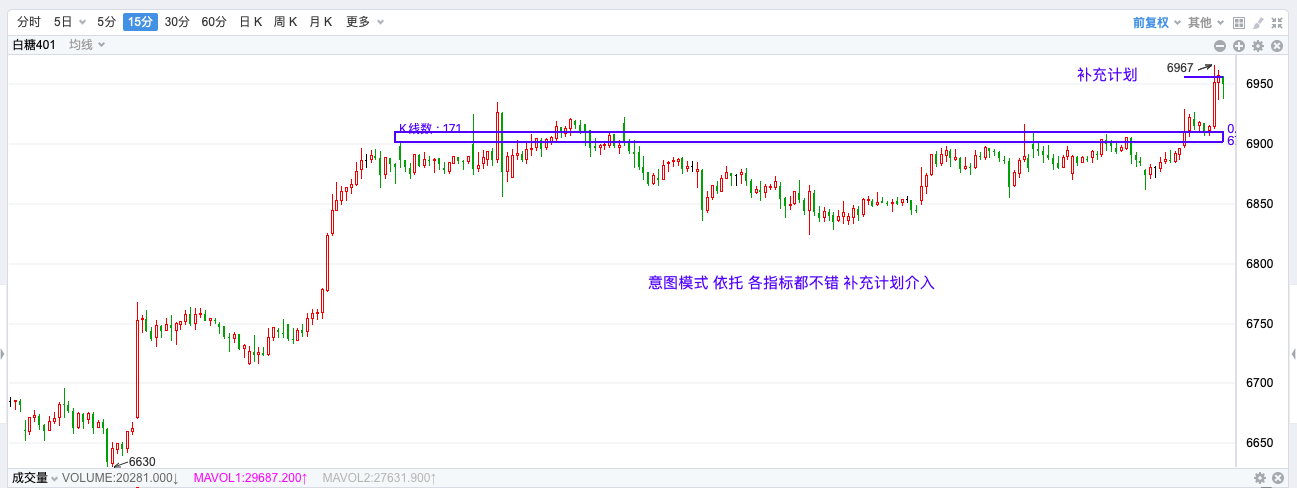 分时 5日 5分 15分 30分 60分 日K 周K 月K 更多 前复权 其他
白糖401 均线
6967
补充计划
6950
K线数：171
0.
6
6900
6850
意图模式 依托 各指标都不错 补充计划介入
6800
6750
6700
6650
6630
成交量 VOLUME:20281.000↓ MAVOL1:29687.200↑ MAVOL2:27631.900↑